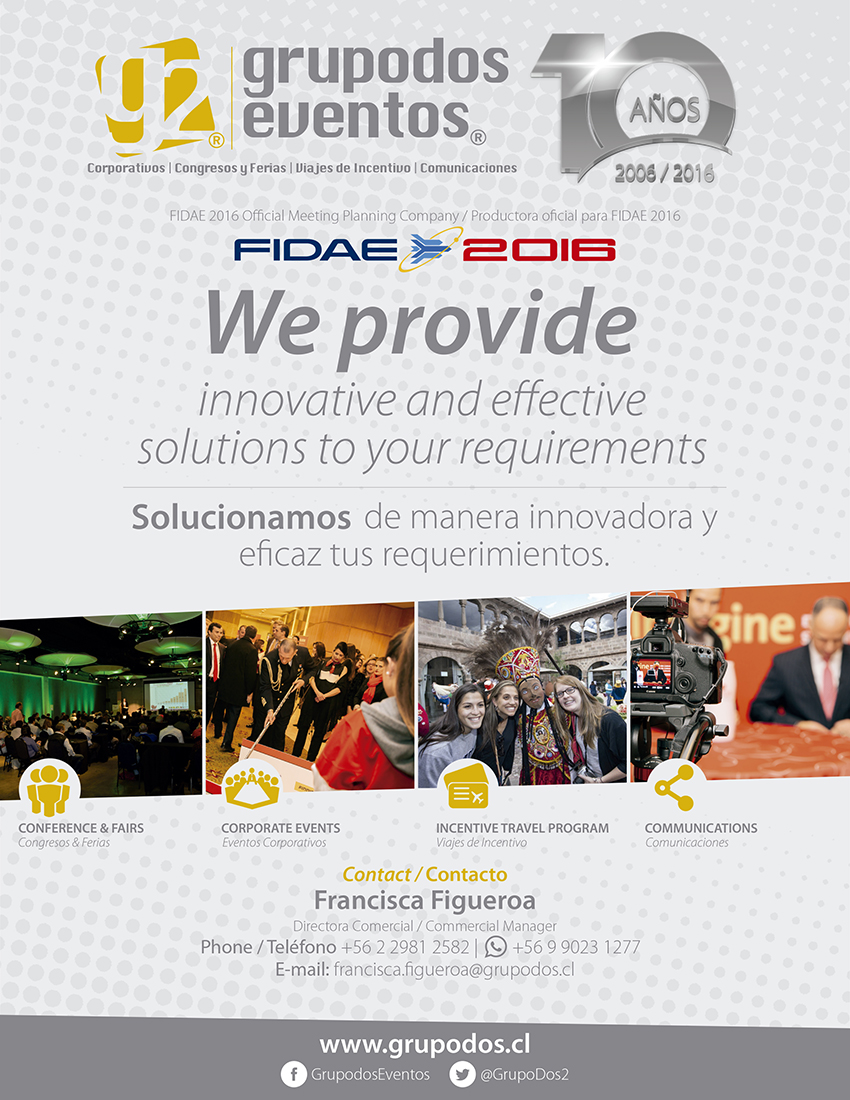 g2®
grupodos
eventos®
Corporativos | Congresos y Ferias | Viajes de Incentivo | Comunicaciones
10
AÑOS
2006 / 2016
FIDAE 2016 Official Meeting Planning Company / Productora oficial para FIDAE 2016
FIDAE 2016
We provide
innovative and effective
solutions to your requirements
Solucionamos de manera innovadora y
eficaz tus requerimientos.
gine
CONFERENCE & FAIRS
Congresos & Ferias
CORPORATE EVENTS
Eventos Corporativos
INCENTIVE TRAVEL PROGRAM
Viajes de Incentivo
COMMUNICATIONS
Comunicaciones
Contact / Contacto
Francisca Figueroa
Directora Comercial / Commercial Manager
Phone / Teléfono +56 2 2981 2582 | +56 9 9023 1277
E-mail: francisca.figueroa@grupodos.cl
www.grupodos.cl
GrupodosEventos @GrupoDos2